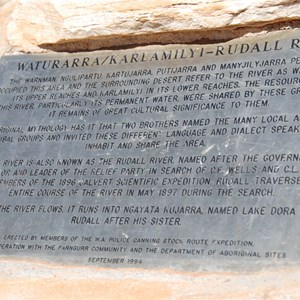 WATURARRA/KARLAMILYI-RUDALL R
THE WARNMAN NGULIPARTU, KARTUJARRA, PUTIJARRA AND MANYJILYJARRA PE
OCCUPIED THIS AREA AND THE SURROUNDING DESERT REFER TO THE RIVER AS W
ITS UPPER REACHES AND KARLAMILYI IN ITS LOWER REACHES. THE RESOUR
THIS RIVER, PARTICULARLY ITS PERMANENT WATER, WERE SHARED BY THESE GR
IT REMAINS OF GREAT CULTURAL SIGNIFICANCE TO THEM.
ORIGINAL MYTHOLOGY HAS IT THAT TWO BROTHERS NAMED THE MANY LOCAL A
URAL GROUPS AND INVITED THESE DIFFERENT LANGUAGE AND DIALECT SPEAK
INHABIT AND SHARE THE AREA.
RIVER IS ALSO KNOWN AS THE RUDALL RIVER, NAMED AFTER THE GOVERN
OR AND LEADER OF THE RELIEF PARTY IN SEARCH OF C.F. WELLS AND G.L.
MBERS OF THE 1896 CALVERT SCIENTIFIC EXPEDITION. RUDALL TRAVERSE
ENTIRE COURSE OF THE RIVER IN MAY 1897 DURING THE SEARCH.
THE RIVER FLOWS, IT RUNS INTO NGAYATA KUJARRA, NAMED LAKE DORA
RUDALL AFTER HIS SISTER.
ERECTED BY MEMBERS OF THE W.A. POLICE CANNING STOCK ROUTE EXPEDITION,
OPERATION WITH THE PARNGURR COMMUNITY AND THE DEPARTMENT OF ABORIGINAL SITES
SEPTEMBER 1994